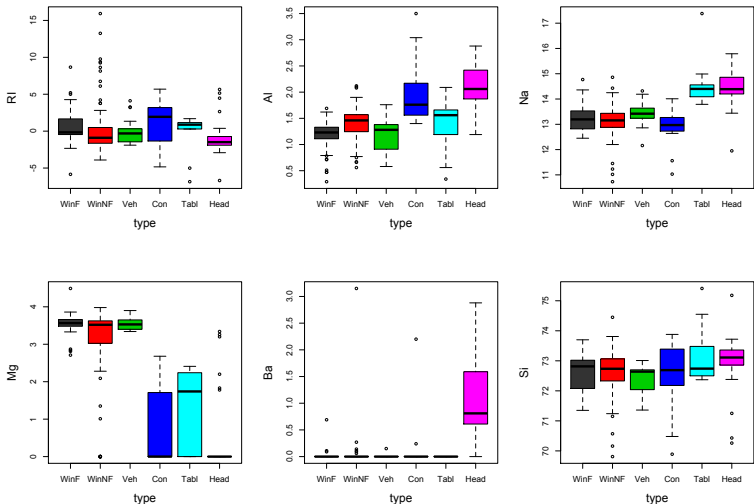 RI
15
10
5
0
-5
WinF WinNF Veh Con Tabl Head
type
Al
3.5
3.0
2.5
2.0
1.5
1.0
0.5
WinF WinNF Veh Con Tabl Head
type
Na
17
16
15
14
13
12
11
WinF WinNF Veh Con Tabl Head
type
Mg
4
3
2
1
0
WinF WinNF Veh Con Tabl Head
type
Ba
3.0
2.5
2.0
1.5
1.0
0.5
0.0
WinF WinNF Veh Con Tabl Head
type
Si
75
74
73
72
71
70
WinF WinNF Veh Con Tabl Head
type